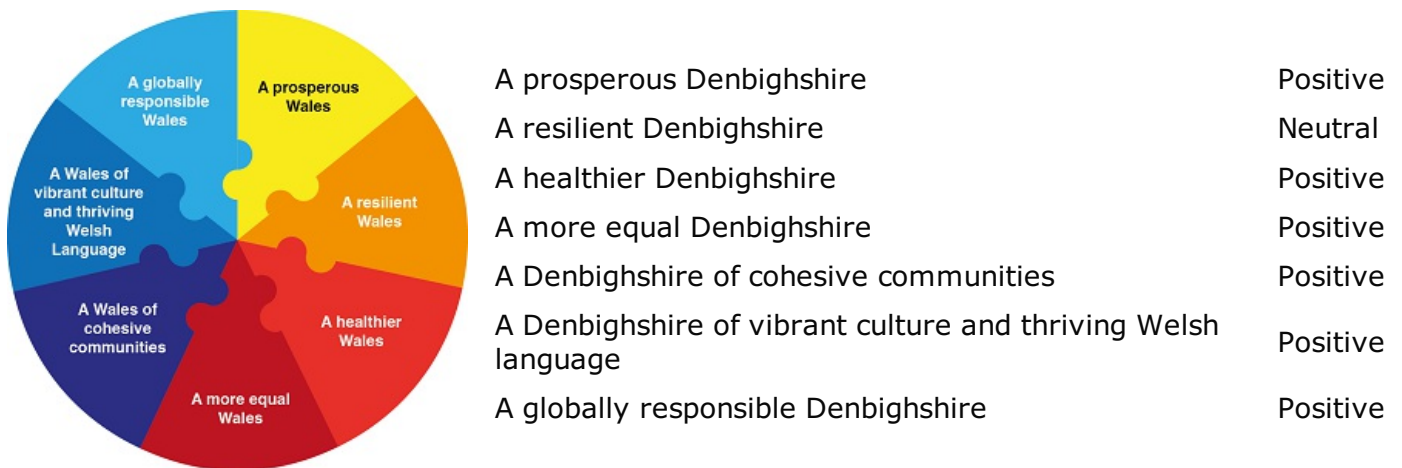 A globally
responsible
Wales
A prosperous
Wales
A resilient
Wales
A healthier
Wales
A more equal
Wales
A Wales of
cohesive
communities
A Wales of
vibrant culture
and thriving
Welsh
Language
A prosperous Denbighshire Positive
A resilient Denbighshire Neutral
A healthier Denbighshire Positive
A more equal Denbighshire Positive
A Denbighshire of cohesive communities Positive
A Denbighshire of vibrant culture and thriving Welsh
language Positive
A globally responsible Denbighshire Positive